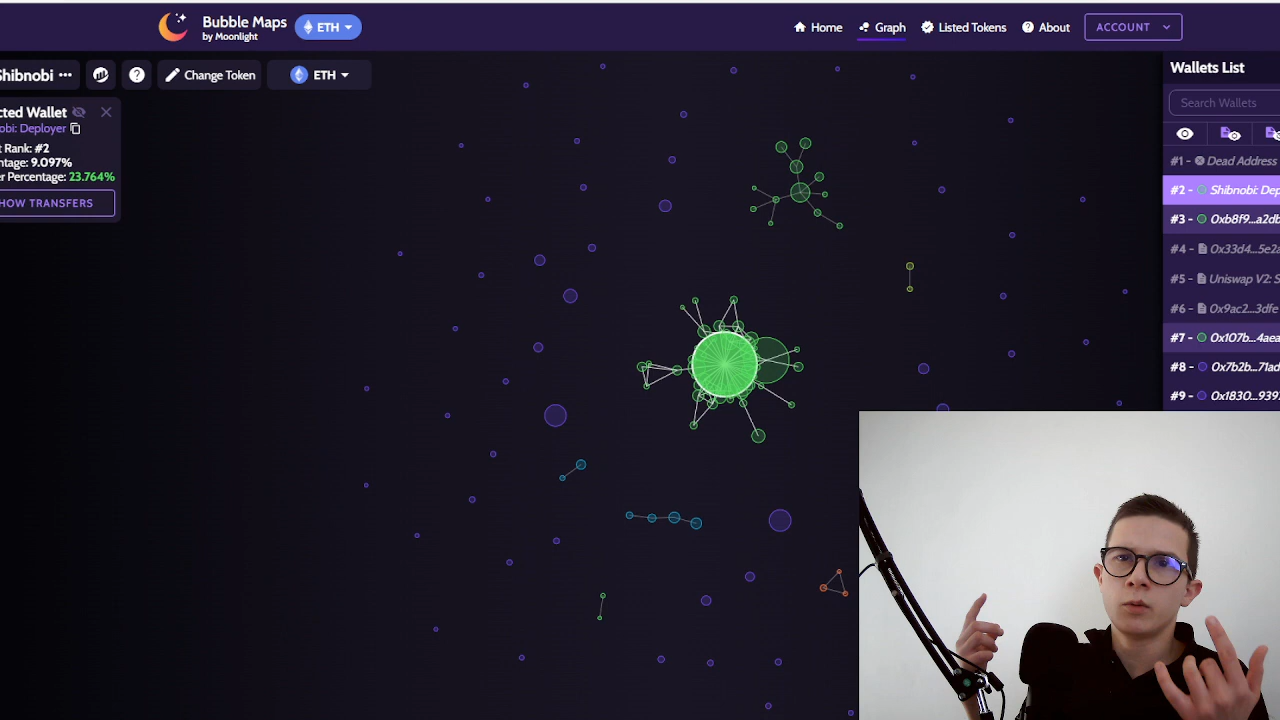 Bubble Maps
by Moonlight
ETH
Home
Graph
Listed Tokens
About
ACCOUNT
Shibnobi
Change Token
ETH
Wallets List
cted Wallet
obi: Deployer
t Rank: #2
ntage: 9.097%
r Percentage: 23.764%
HOW TRANSFERS
Search Wallets
#1 - Dead Address
#2 - Shibnobi: Dep
#3 - 0xb8f9...a2db
#4 - 0x33d4...5e2a
#5 - Uniswap V2: S
#6 - 0x9ac2...3dfe
#7 - 0x107b...4aea
#8 - 0x7b2b...71ad
#9 - 0x1830...939